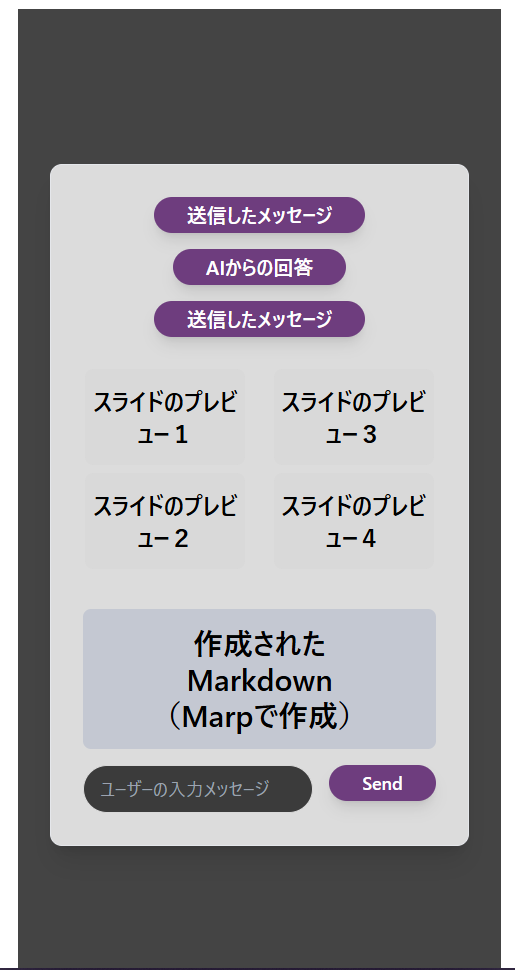 送信したメッセージ
AIからの回答
送信したメッセージ
スライドのプレビ
ュー１
スライドのプレビ
ュー３
スライドのプレビ
ュー２
スライドのプレビ
ュー４
作成された
Markdown
（Marpで作成）
ユーザーの入力メッセージ
Send